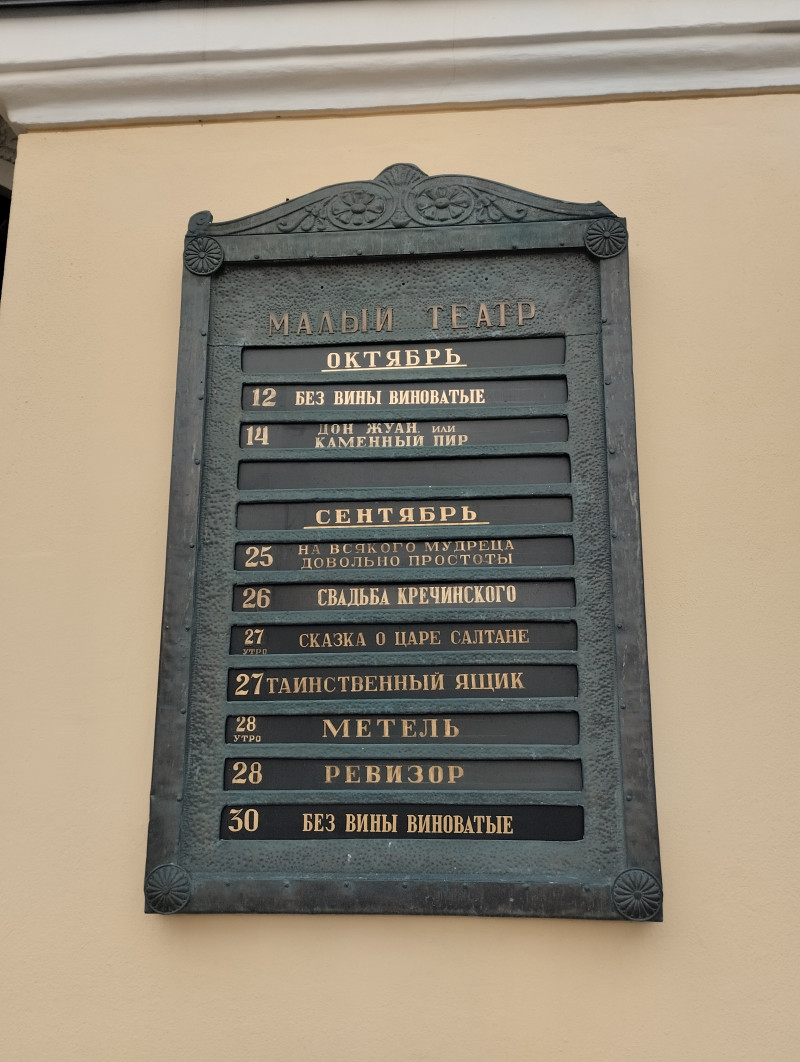 МАЛЫЙ ТЕАТР
ОКТЯБРЬ
12 БЕЗ ВИНЫ ВИНОВАТЫЕ
14 ДОН ЖУАН, ИЛИ
КАМЕННЫЙ ПИР
СЕНТЯБРЬ
25 НА ВСЯКОГО МУДРЕЦА
ДОВОЛЬНО ПРОСТОТЫ
26 СВАДЬБА КРЕЧИНСКОГО
27 СКАЗКА О ЦАРЕ САЛТАНЕ
УТРО
27 ТАИНСТВЕННЫЙ ЯЩИК
28 МЕТЕЛЬ
УТРО
28 РЕВИЗОР
30 БЕЗ ВИНЫ ВИНОВАТЫЕ